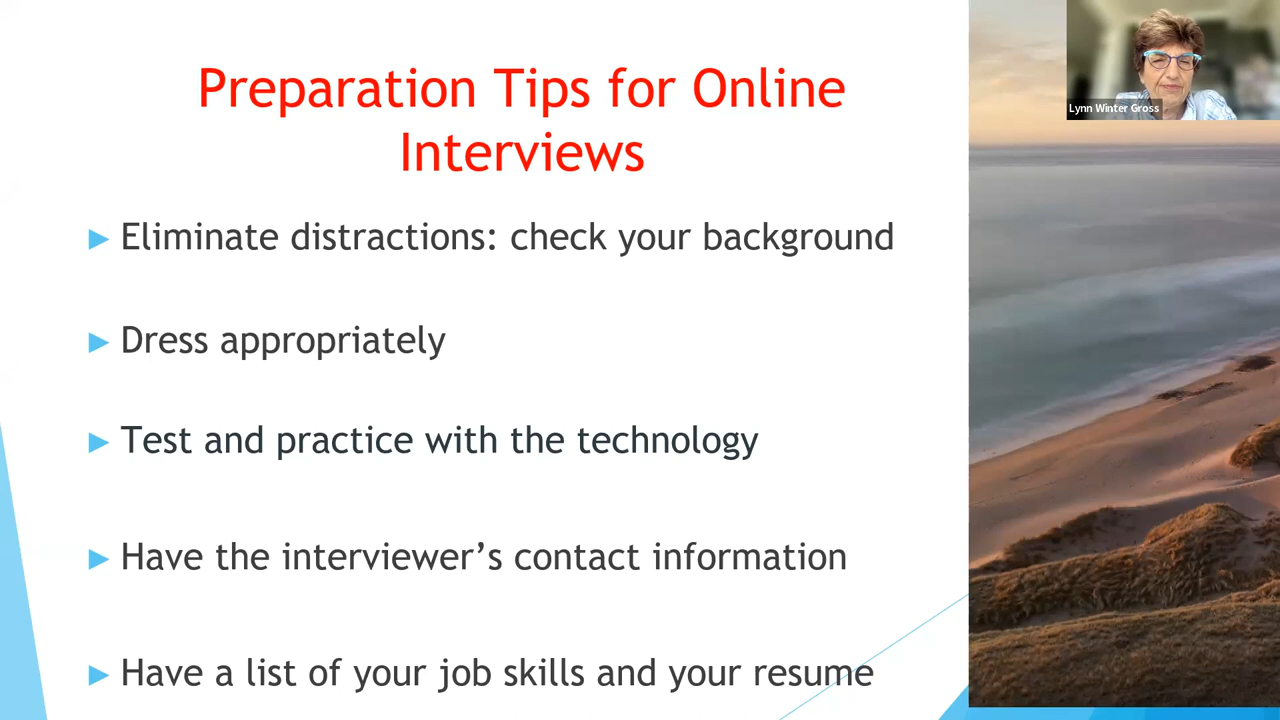 Preparation Tips for Online
Interviews
Lynn Winter Gross
Eliminate distractions: check your background
Dress appropriately
Test and practice with the technology
Have the interviewer’s contact information
Have a list of your job skills and your resume